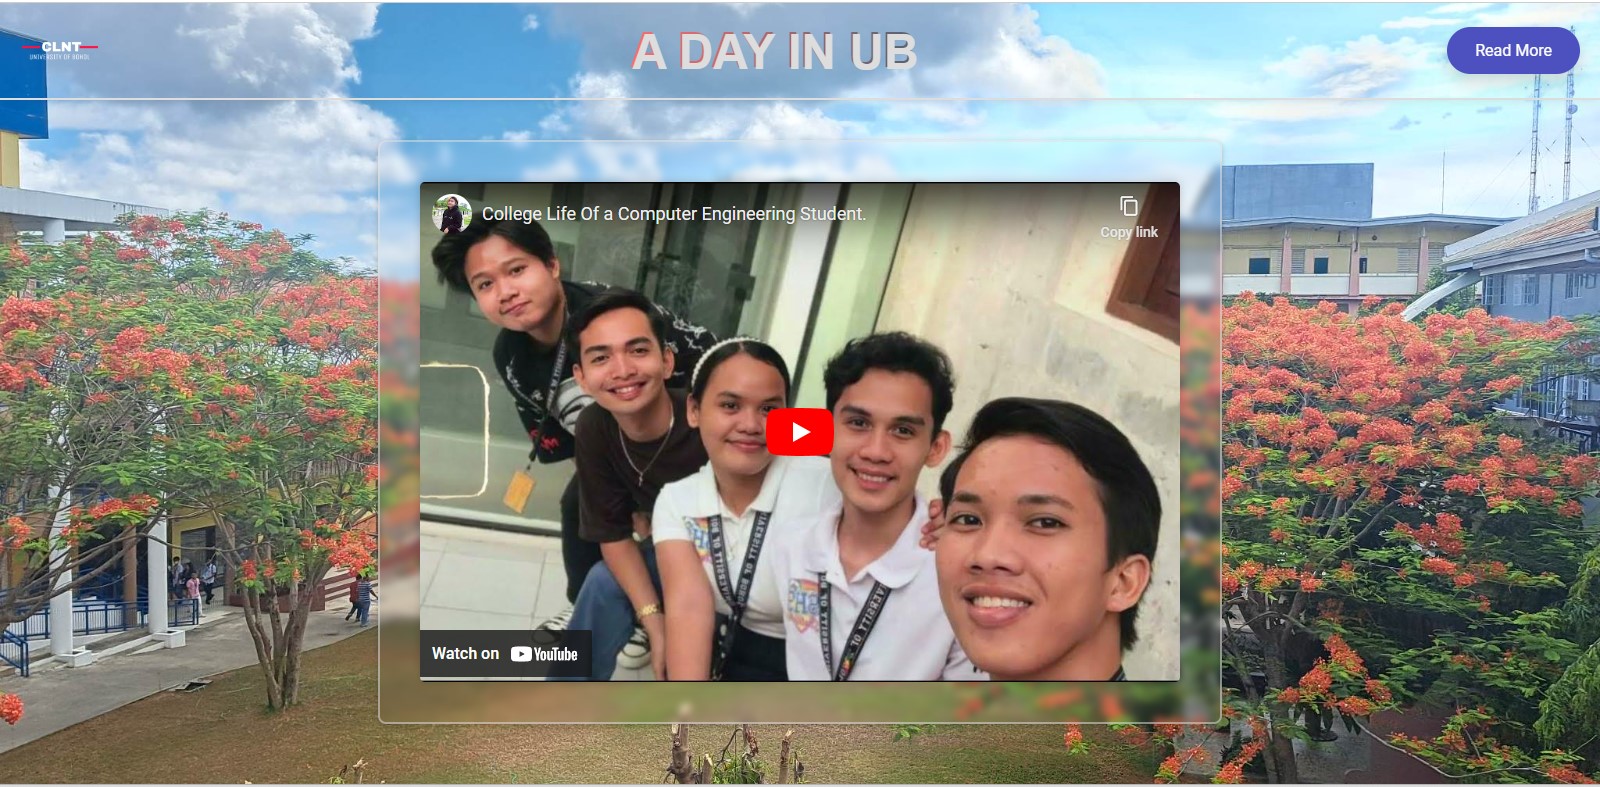 CLNT
UNIVERSITY OF BOHOL
A DAY IN UB
Read More
College Life Of a Computer Engineering Student.
Copy link
Watch on YouTube